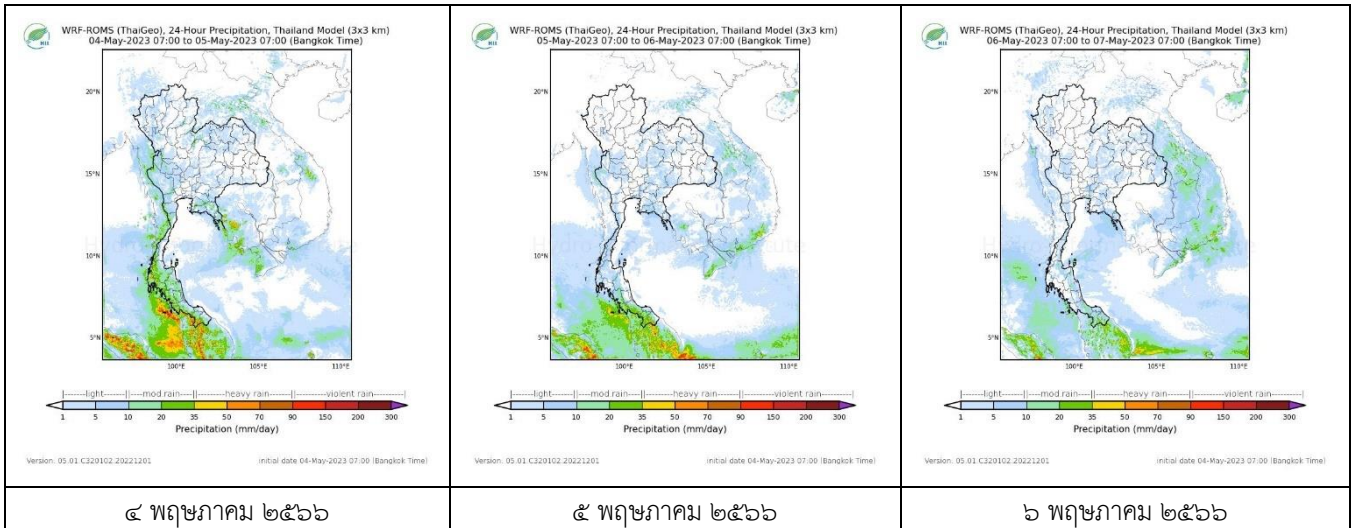 HII
WRF-ROMS (ThaiGeo), 24-Hour Precipitation, Thailand Model (3x3 km)
04-May-2023 07:00 to 05-May-2023 07:00 (Bangkok Time)
20°N
15°N
10°N
5°N
100°E
105°E
110°E
|-------light------||---mod rain---||-------heavy rain-------||-------violent rain-------|
1 5 10 20 35 50 70 90 150 200 300
Precipitation (mm/day)
Version: 05.01.C320102.20221201
initial date 04-May-2023 07:00 (Bangkok Time)
๔ พฤษภาคม ๒๕๖๖
HII
WRF-ROMS (ThaiGeo), 24-Hour Precipitation, Thailand Model (3x3 km)
05-May-2023 07:00 to 06-May-2023 07:00 (Bangkok Time)
20°N
15°N
10°N
5°N
100°E
105°E
110°E
|-------light------||---mod rain---||-------heavy rain-------||-------violent rain-------|
1 5 10 20 35 50 70 90 150 200 300
Precipitation (mm/day)
Version: 05.01.C320102.20221201
initial date 04-May-2023 07:00 (Bangkok Time)
๕ พฤษภาคม ๒๕๖๖
HII
WRF-ROMS (ThaiGeo), 24-Hour Precipitation, Thailand Model (3x3 km)
06-May-2023 07:00 to 07-May-2023 07:00 (Bangkok Time)
20°N
15°N
10°N
5°N
100°E
105°E
110°E
|-------light------||---mod rain---||-------heavy rain-------||-------violent rain-------|
1 5 10 20 35 50 70 90 150 200 300
Precipitation (mm/day)
Version: 05.01.C320102.20221201
initial date 04-May-2023 07:00 (Bangkok Time)
๖ พฤษภาคม ๒๕๖๖